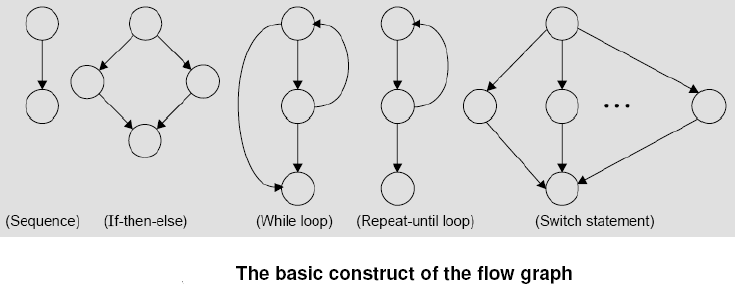 (Sequence) (If-then-else) (While loop) (Repeat-until loop) (Switch statement)
The basic construct of the flow graph